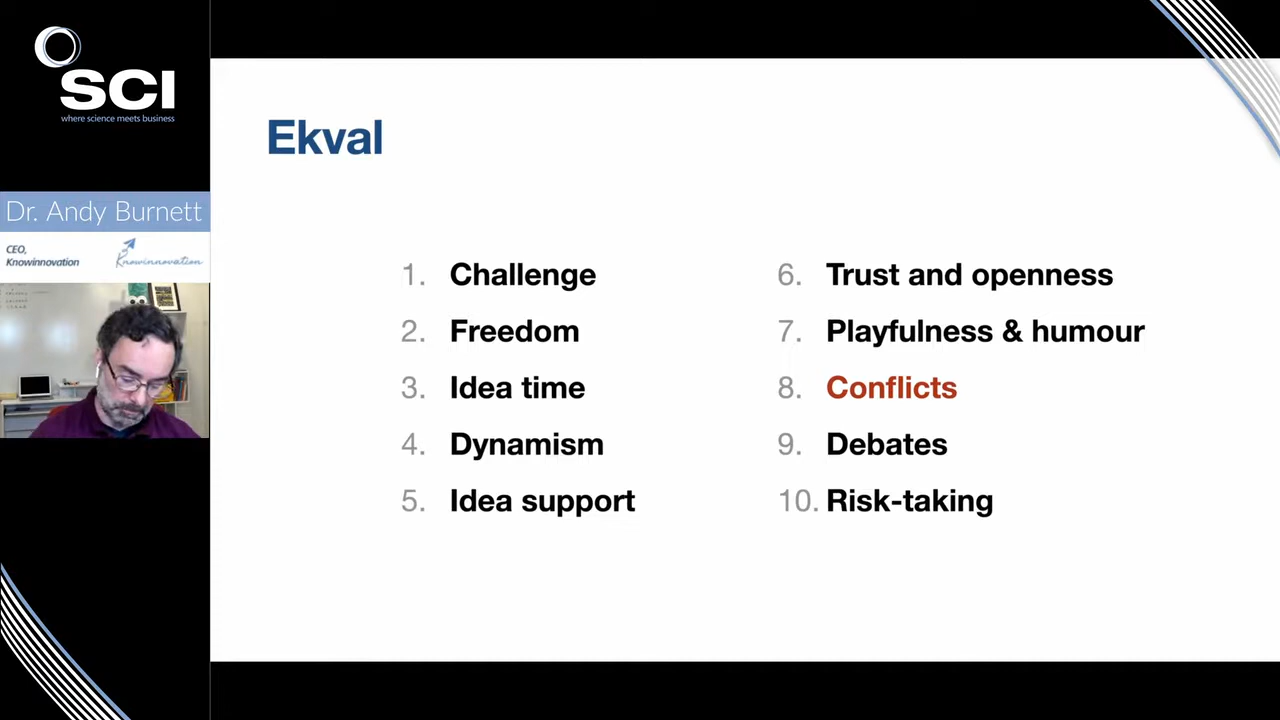 SCI
where science meets business
Dr. Andy Burnett
CEO,
Knowinnovation
Knowinnovation
Ekval
1. Challenge
2. Freedom
3. Idea time
4. Dynamism
5. Idea support
6. Trust and openness
7. Playfulness & humour
8. Conflicts
9. Debates
10. Risk-taking